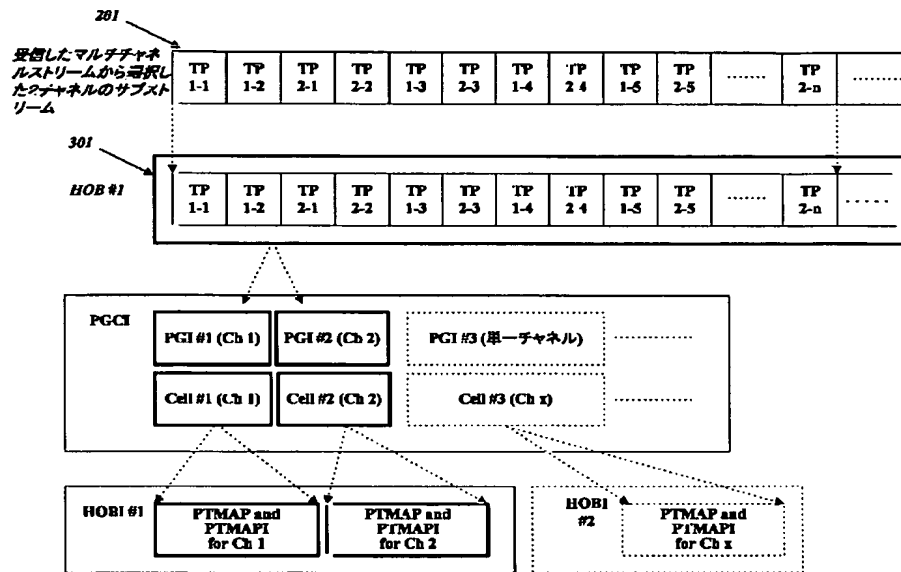 201
受信したマルチチャネ
ルストリームから選択し
た2チャネルのサブスト
リーム
TP 1-1 TP 1-2 TP 2-1 TP 2-2 TP 1-3 TP 2-3 TP 1-4 TP 2 4 TP 1-5 TP 2-5 ...... TP 2-n ......
301
HOB #1
TP 1-1 TP 1-2 TP 2-1 TP 2-2 TP 1-3 TP 2-3 TP 1-4 TP 2 4 TP 1-5 TP 2-5 ...... TP 2-n ......
PGCI
PGI #1 (Ch 1) PGI #2 (Ch 2) PGI #3 (単一チャネル)
Cell #1 (Ch 1) Cell #2 (Ch 2) Cell #3 (Ch x)
HOBI #1
PTMAP and
PTMAPI
for Ch 1
PTMAP and
PTMAPI
for Ch 2
HOBI
#2
PTMAP and
PTMAPI
for Ch x